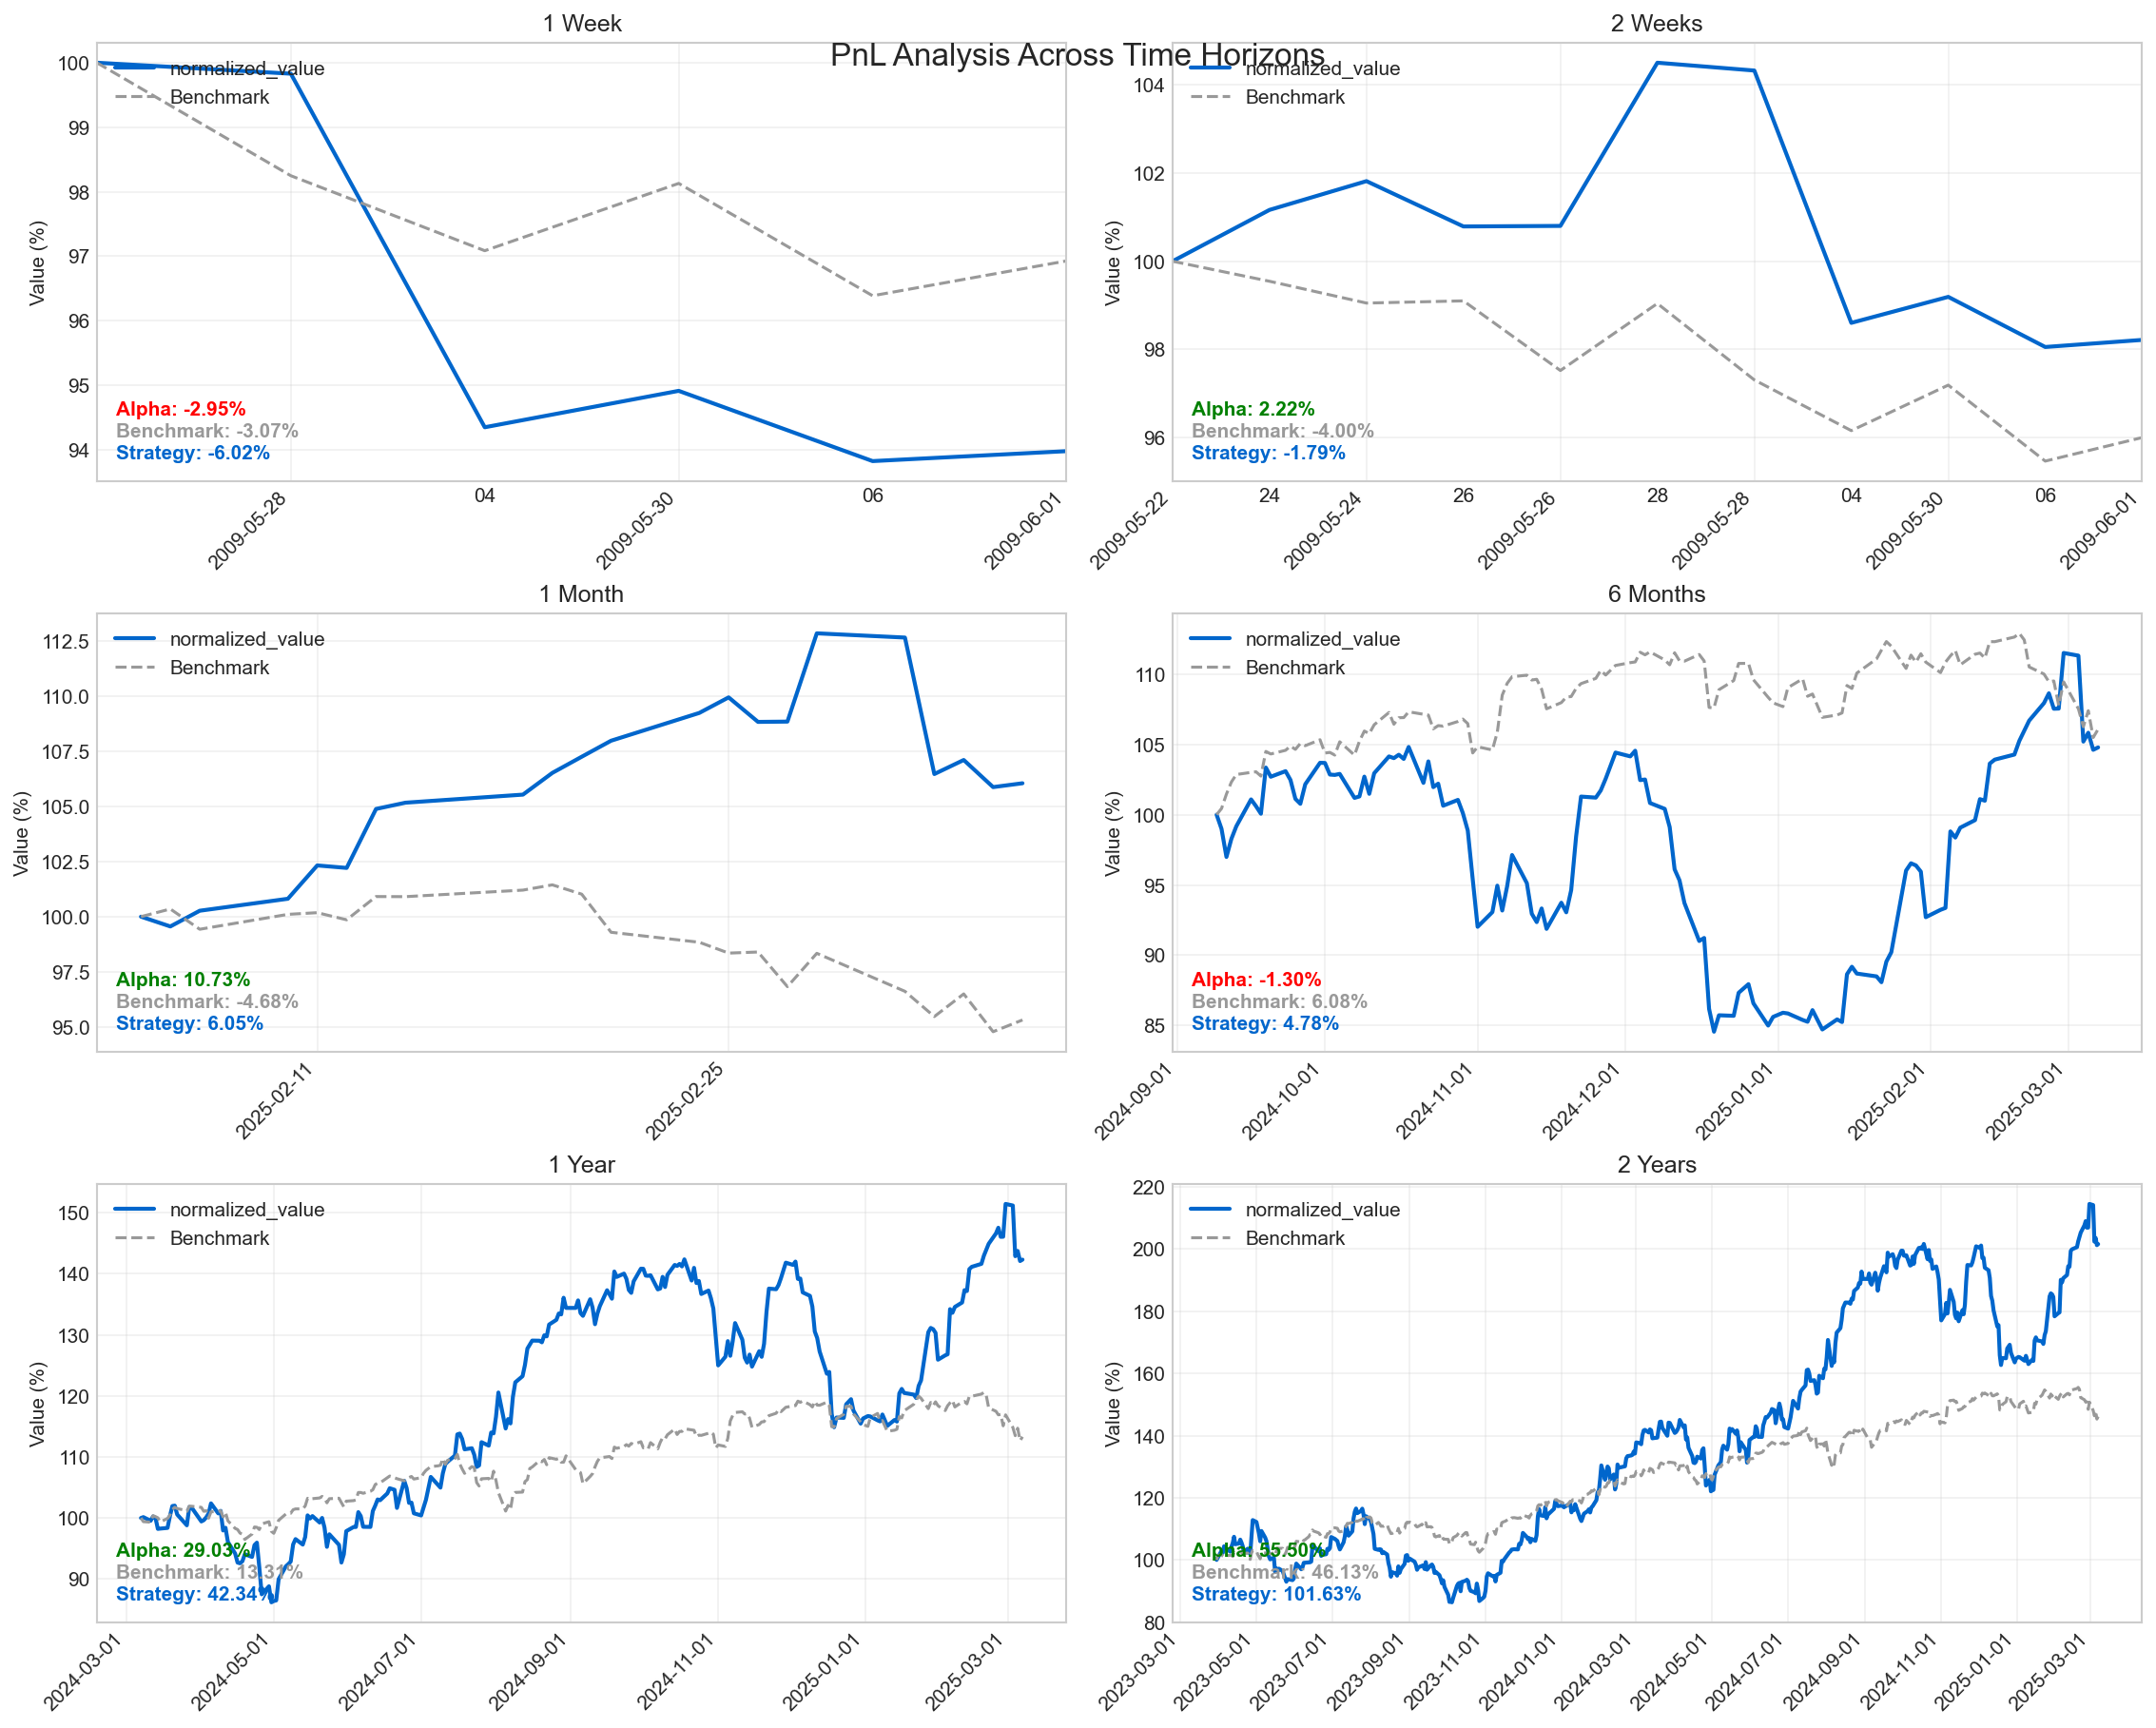 PnL Analysis Across Time Horizons
1 Week
normalized_value
Benchmark
Value (%)
100
99
98
97
96
95
94
Alpha: -2.95%
Benchmark: -3.07%
Strategy: -6.02%
04
06
2009-05-28
2009-05-30
2009-06-01
2 Weeks
normalized_value
Benchmark
Value (%)
104
102
100
98
96
Alpha: 2.22%
Benchmark: -4.00%
Strategy: -1.79%
24
26
28
04
06
2009-05-22
2009-05-24
2009-05-26
2009-05-28
2009-05-30
2009-06-01
1 Month
normalized_value
Benchmark
Value (%)
112.5
110.0
107.5
105.0
102.5
100.0
97.5
95.0
Alpha: 10.73%
Benchmark: -4.68%
Strategy: 6.05%
2025-02-11
2025-02-25
6 Months
normalized_value
Benchmark
Value (%)
110
105
100
95
90
85
Alpha: -1.30%
Benchmark: 6.08%
Strategy: 4.78%
2024-09-01
2024-10-01
2024-11-01
2024-12-01
2025-01-01
2025-02-01
2025-03-01
1 Year
normalized_value
Benchmark
Value (%)
150
140
130
120
110
100
90
Alpha: 29.03%
Benchmark: 13.31%
Strategy: 42.34%
2024-03-01
2024-05-01
2024-07-01
2024-09-01
2024-11-01
2025-01-01
2025-03-01
2 Years
normalized_value
Benchmark
Value (%)
220
200
180
160
140
120
100
80
Alpha: 55.50%
Benchmark: 46.13%
Strategy: 101.63%
2023-03-01
2023-05-01
2023-07-01
2023-09-01
2023-11-01
2024-01-01
2024-03-01
2024-05-01
2024-07-01
2024-09-01
2024-11-01
2025-01-01
2025-03-01